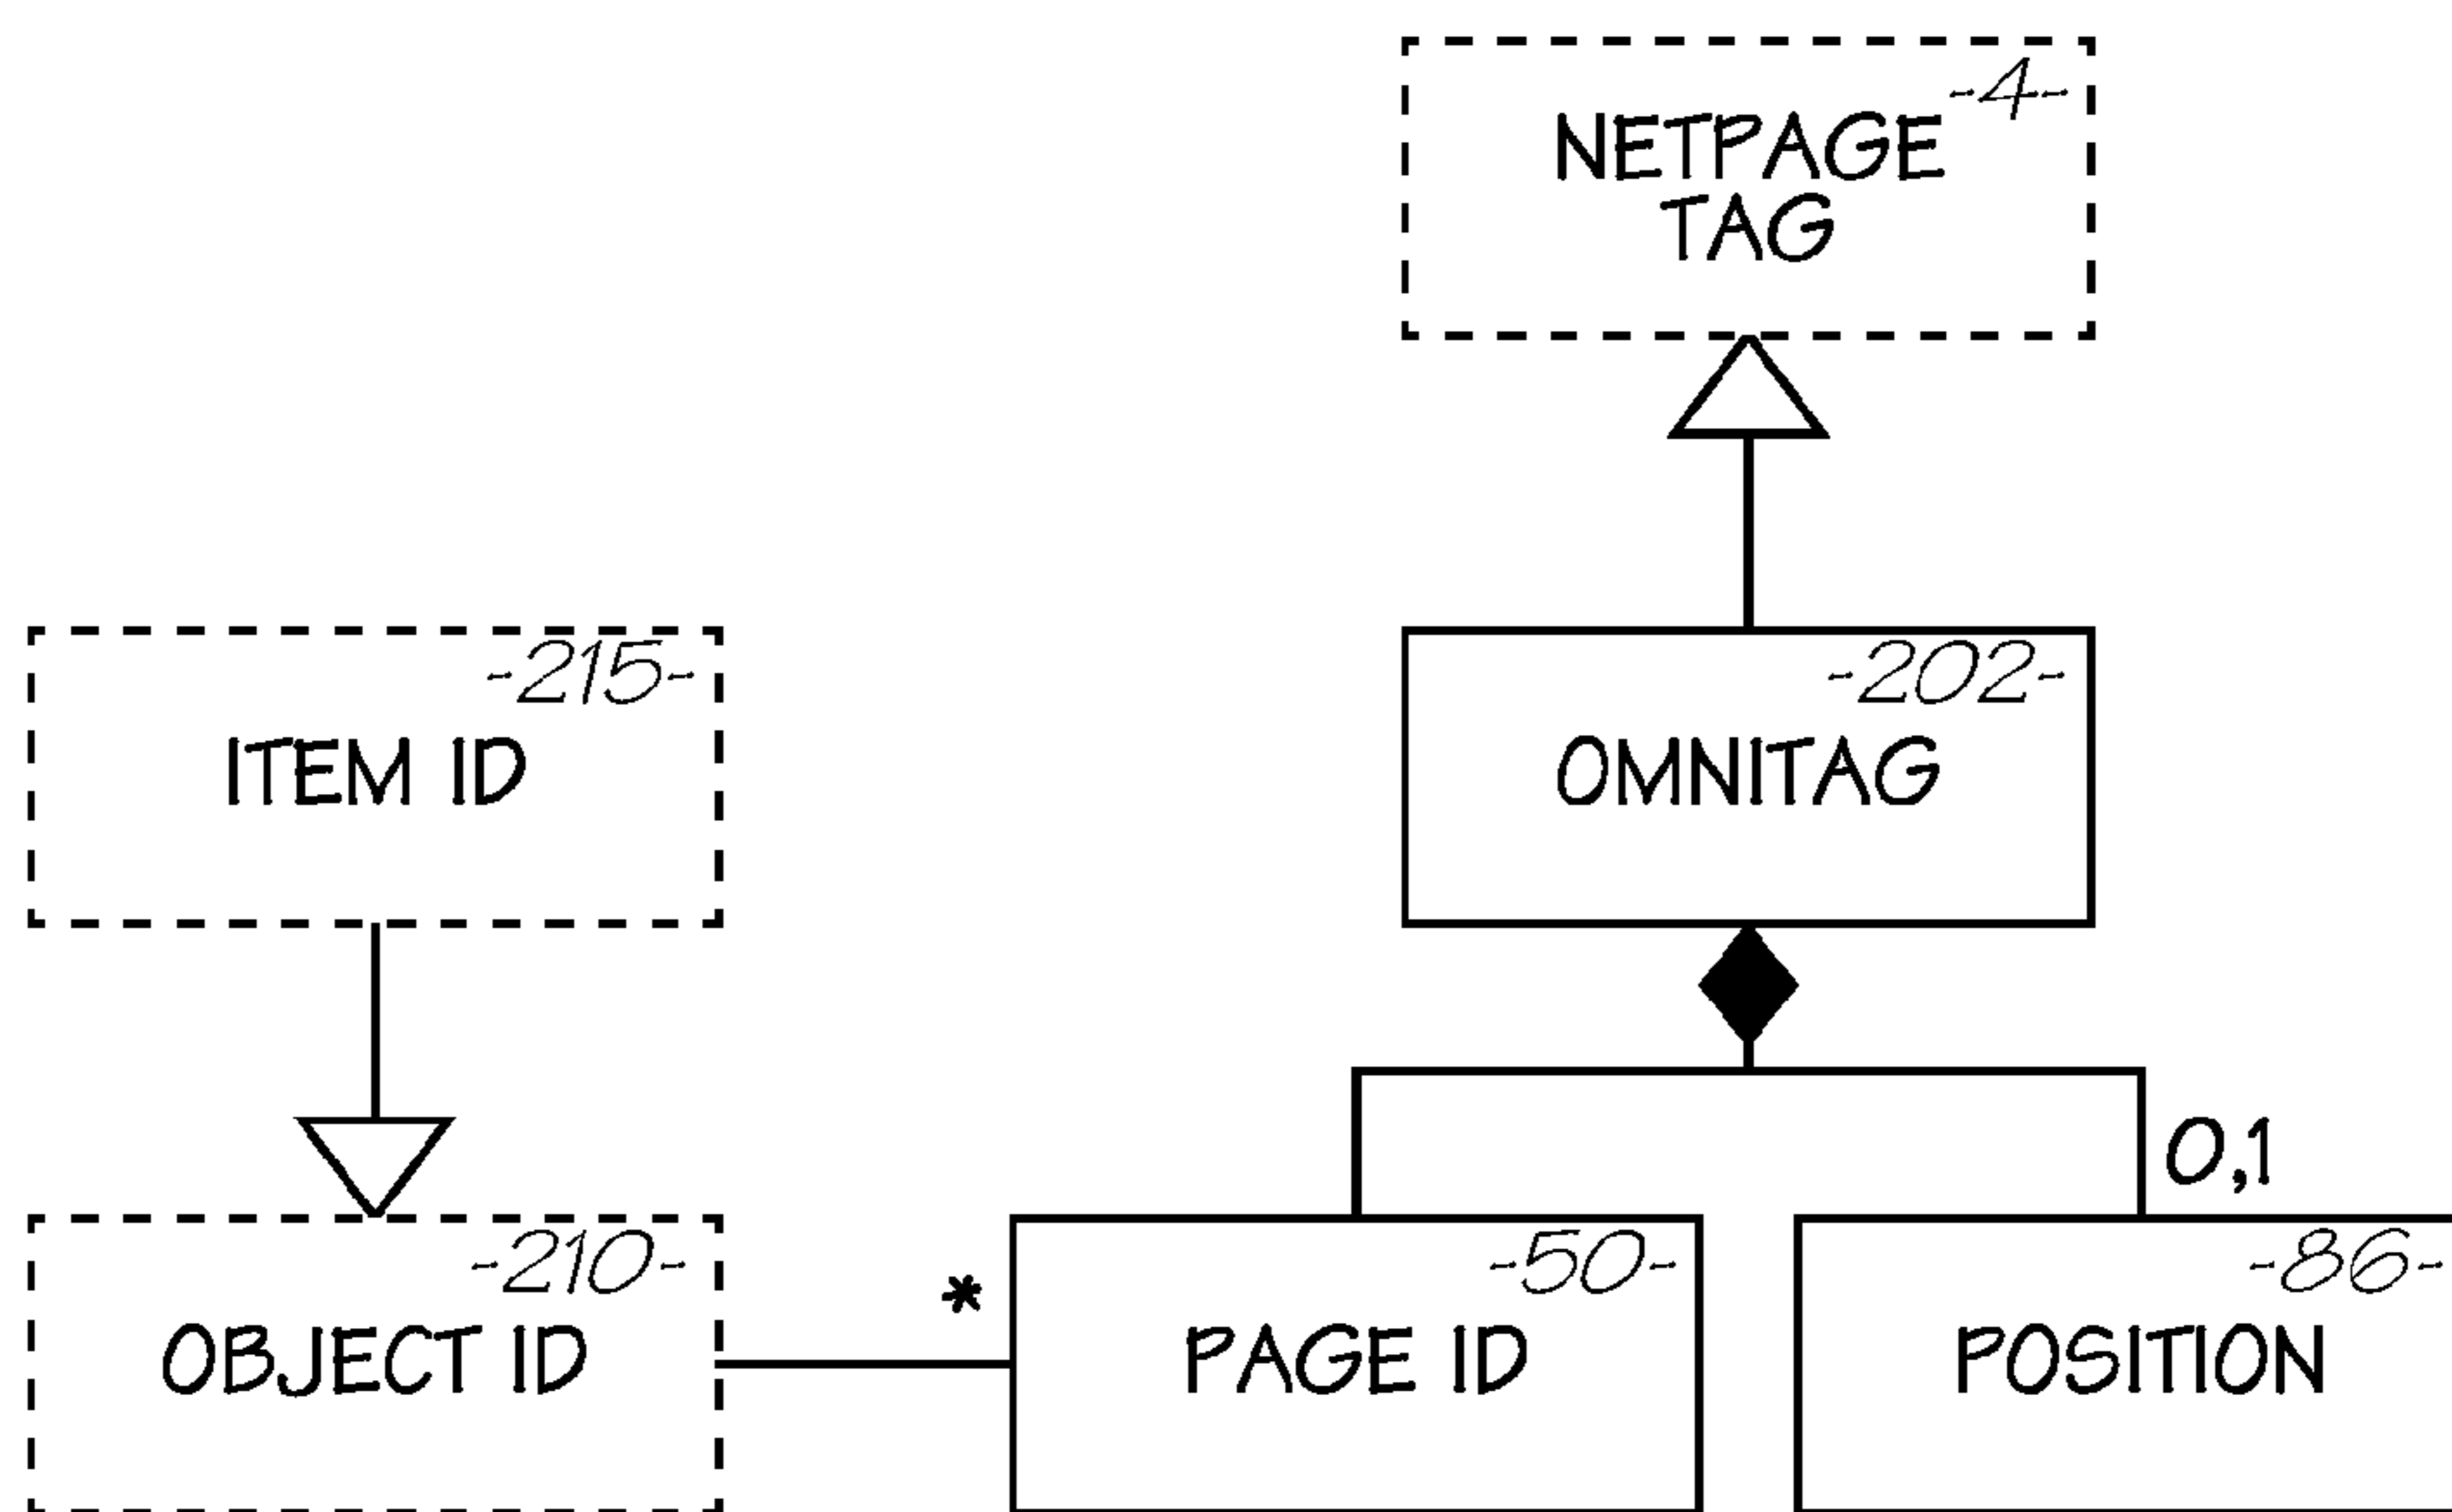 -4-
NETPAGE
TAG
-215-
ITEM ID
-202-
OMNITAG
0,1
-210-
OBJECT ID
*
-50-
PAGE ID
-86-
POSITION